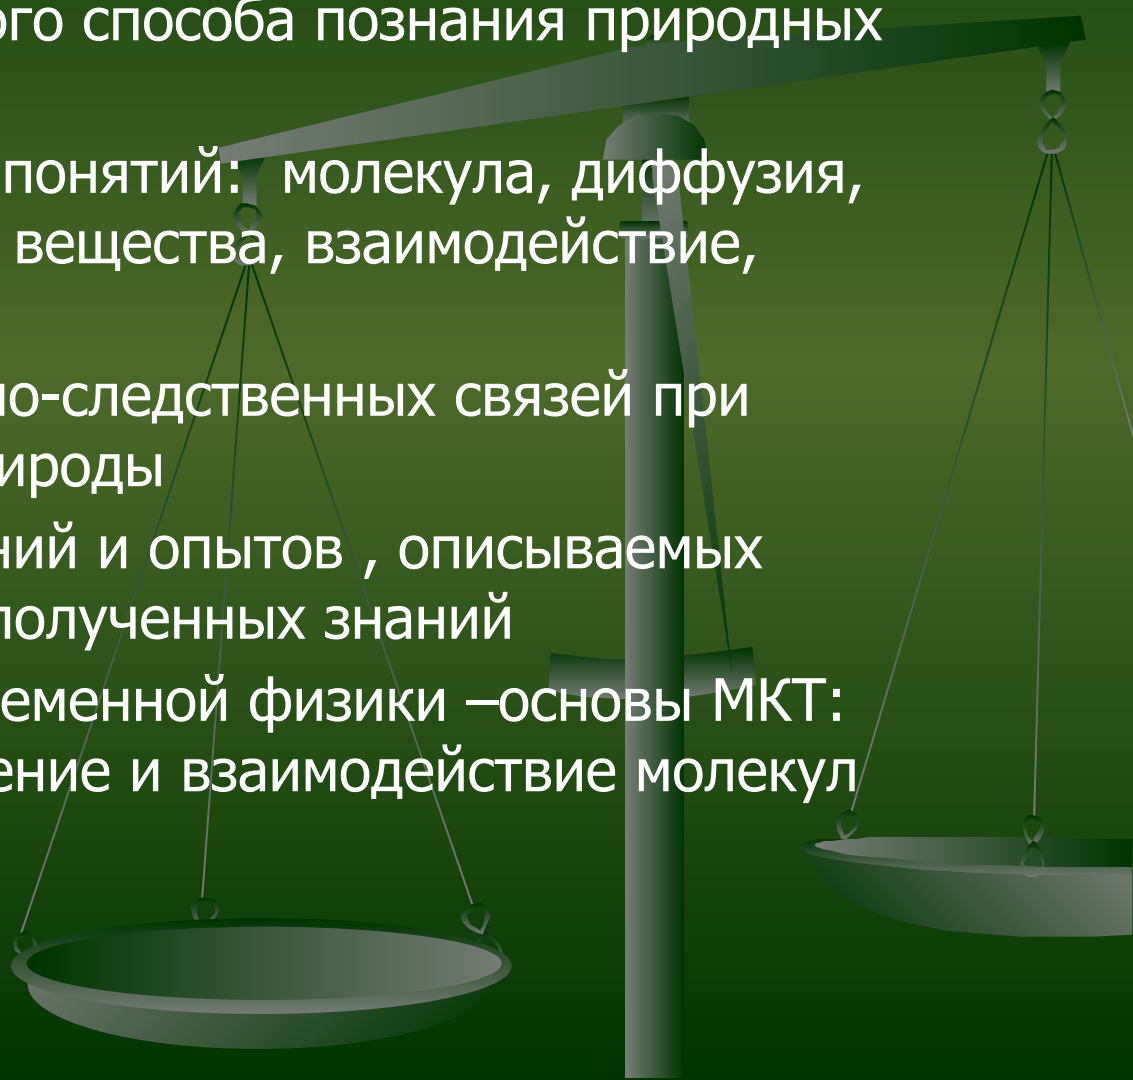 ого способа познания природных
понятий: молекула, диффузия,
вещества, взаимодействие,
но-следственных связей при
ироды
ний и опытов , описываемых
полученных знаний
еменной физики –основы МКТ:
ение и взаимодействие молекул